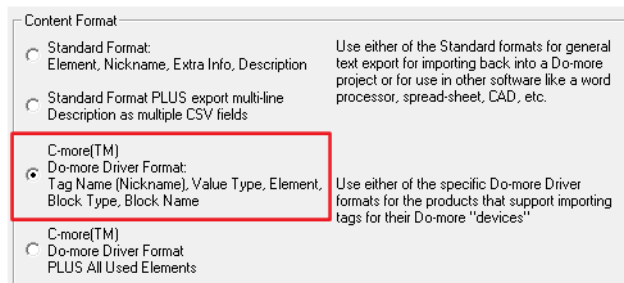 Content Format
Standard Format:
Element, Nickname, Extra Info, Description
Standard Format PLUS export multi-line
Description as multiple CSV fields
Use either of the Standard formats for general
text export for importing back into a Do-more
project or for use in other software like a word
processor, spread-sheet, CAD, etc.
C-more(TM)
Do-more Driver Format:
Tag Name (Nickname), Value Type, Element,
Block Type, Block Name
C-more(TM)
Do-more Driver Format
PLUS All Used Elements
Use either of the specific Do-more Driver
formats for the products that support importing
tags for their Do-more "devices"